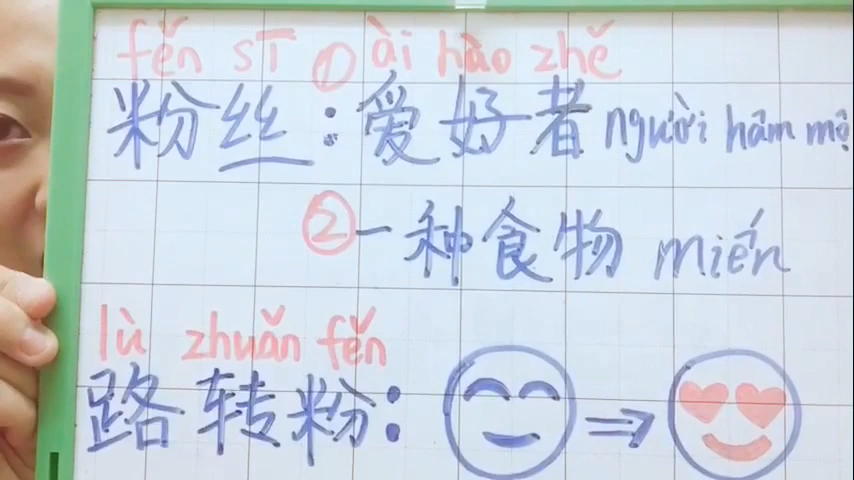 fěn sī ① ài hào zhě
粉丝：爱好者 người hâm mộ
②一种食物 mién
lù zhuǎn fěn
路转粉：